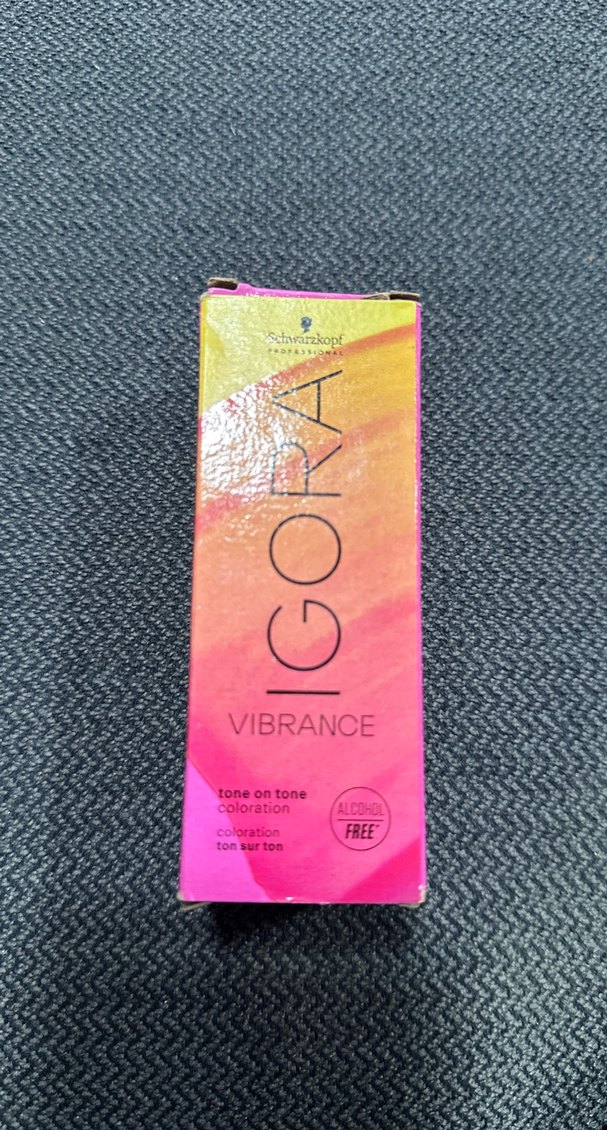 Schwarzkopf
PROFESSIONAL
IGORA
VIBRANCE
tone on tone
coloration
coloration
ton sur ton
ALCOHOL
FREE*